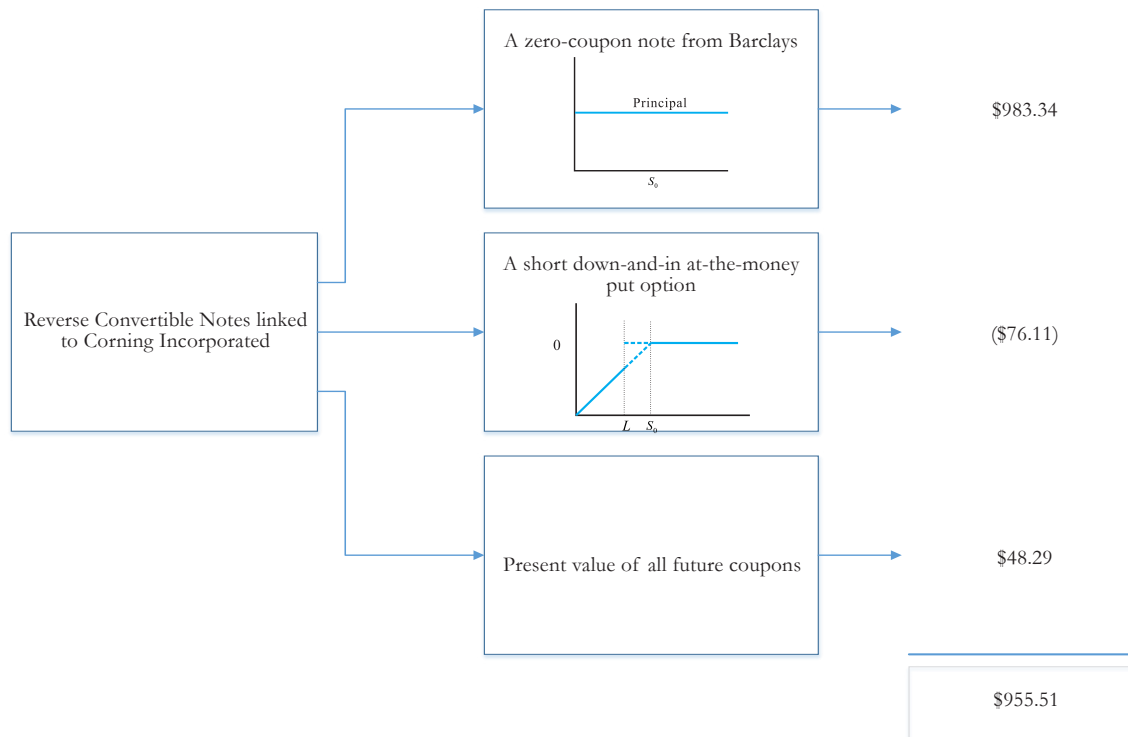 A zero-coupon note from Barclays
Principal
S₀
$983.34
Reverse Convertible Notes linked
to Corning Incorporated
A short down-and-in at-the-money
put option
0
L S₀
($76.11)
Present value of all future coupons
$48.29
$955.51